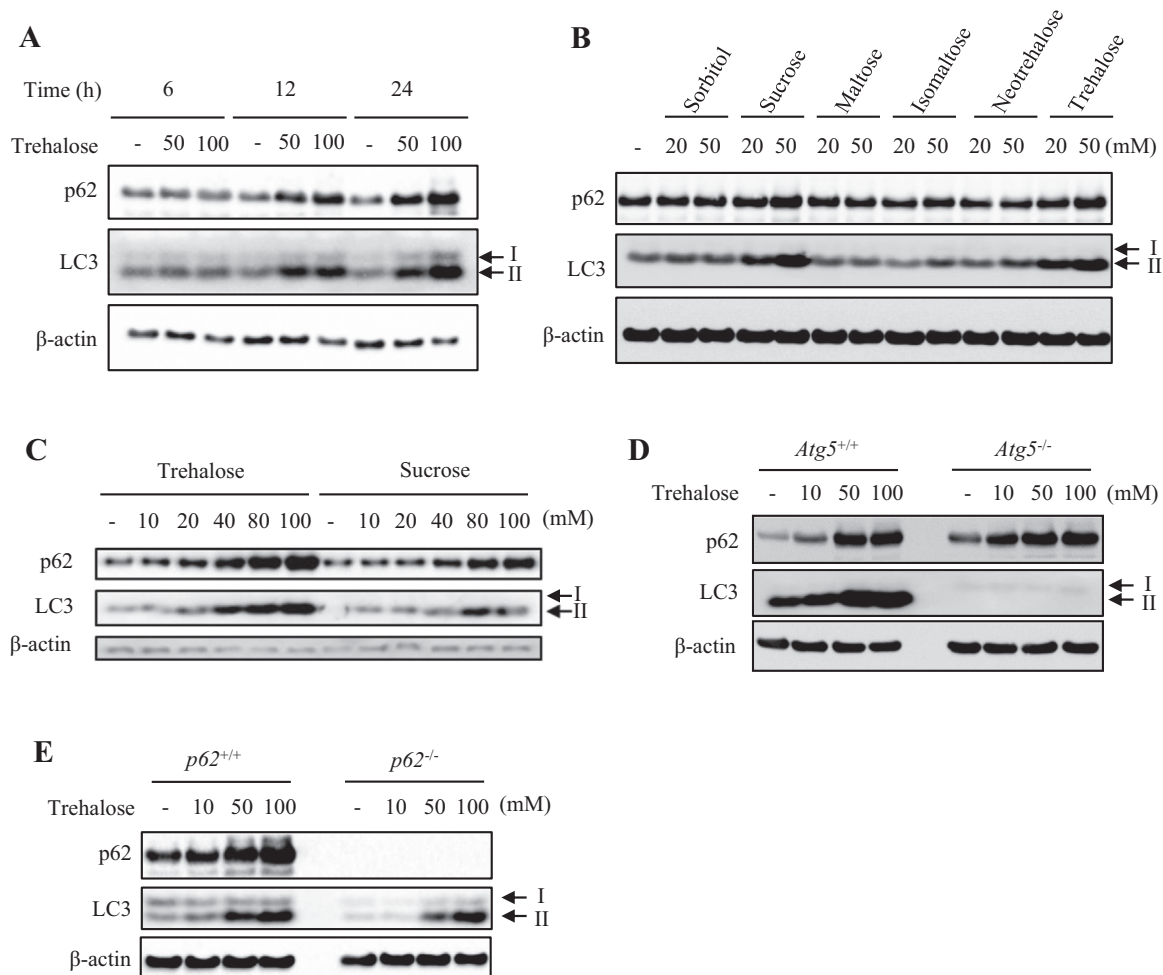 A
Time (h) 6 12 24
Trehalose - 50 100 - 50 100 - 50 100
p62
LC3 I
II
β-actin
B
Sorbitol Sucrose Maltose Isomaltose Neotrehalose Trehalose
- 20 50 20 50 20 50 20 50 20 50 20 50 (mM)
p62
LC3 I
II
β-actin
C
Trehalose Sucrose
- 10 20 40 80 100 - 10 20 40 80 100 (mM)
p62
LC3 I
II
β-actin
D
Atg5+/+ Atg5-/-
Trehalose - 10 50 100 - 10 50 100 (mM)
p62
LC3 I
II
β-actin
E
p62+/+ p62-/-
Trehalose - 10 50 100 - 10 50 100 (mM)
p62
LC3 I
II
β-actin